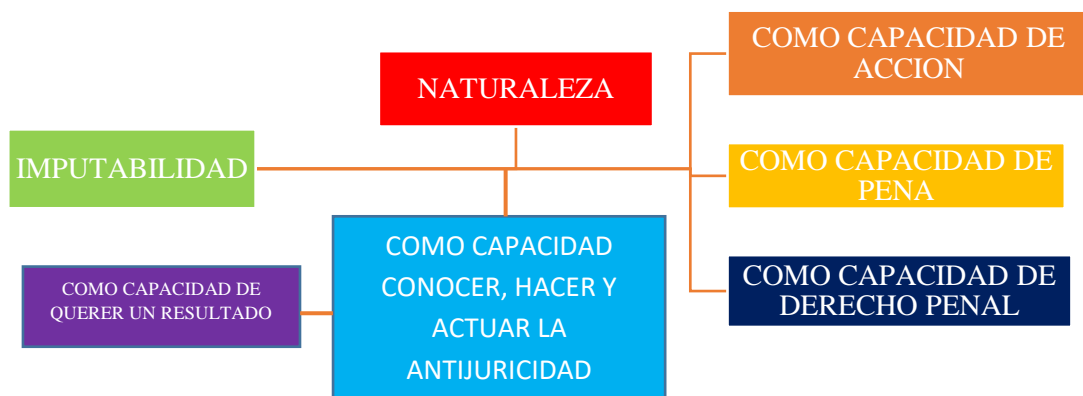 COMO CAPACIDAD DE
ACCION
NATURALEZA
IMPUTABILIDAD
COMO CAPACIDAD DE
PENA
COMO CAPACIDAD
CONOCER, HACER Y
ACTUAR LA
ANTIJURICIDAD
COMO CAPACIDAD DE
QUERER UN RESULTADO
COMO CAPACIDAD DE
DERECHO PENAL